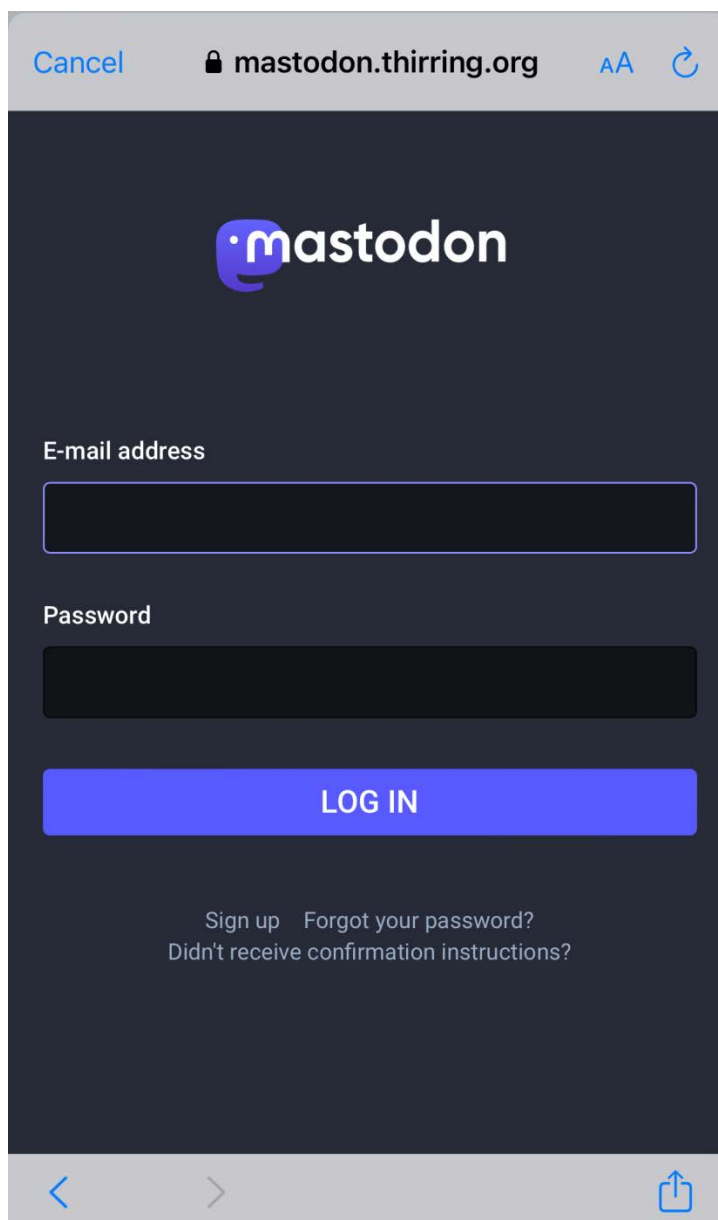 Cancel mastodon.thirring.org AA
mastodon
E-mail address
Password
LOG IN
Sign up Forgot your password?
Didn't receive confirmation instructions?